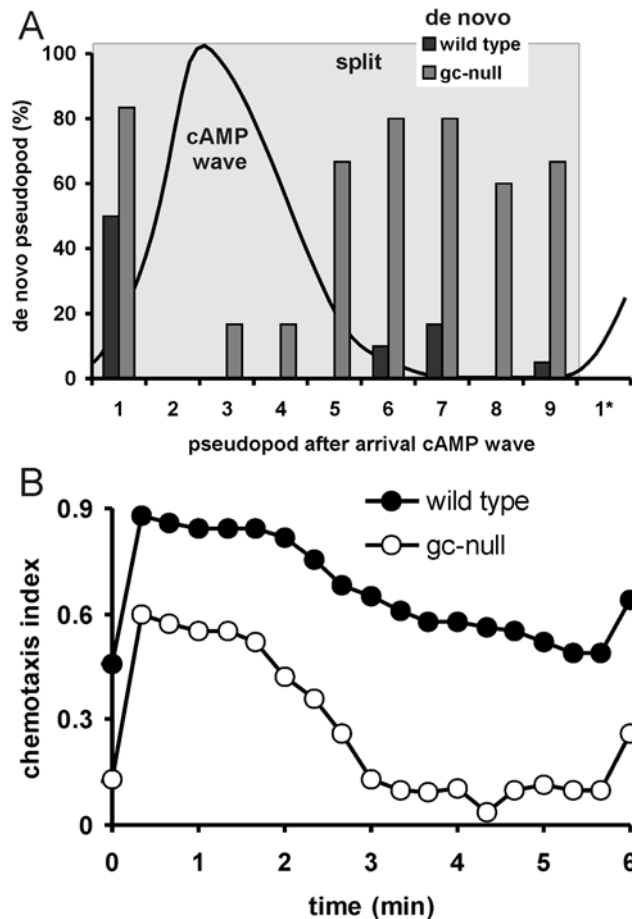 A
de novo
wild type
gc-null
split
cAMP
wave
de novo pseudopod (%)
100
80
60
40
20
0
1 2 3 4 5 6 7 8 9 1*
pseudopod after arrival cAMP wave
B
wild type
gc-null
chemotaxis index
0.9
0.6
0.3
0
0 1 2 3 4 5 6
time (min)